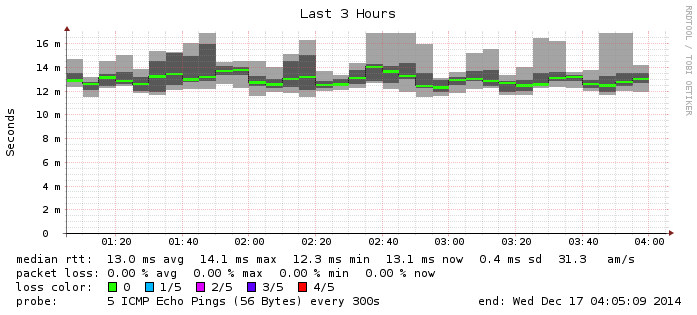 Last 3 Hours
RRDTOOL / TOBI OETIKER
Seconds
16 m
14 m
12 m
10 m
8 m
6 m
4 m
2 m
0
01:20 01:40 02:00 02:20 02:40 03:00 03:20 03:40 04:00
median rtt: 13.0 ms avg 14.1 ms max 12.3 ms min 13.1 ms now 0.4 ms sd 31.3 am/s
packet loss: 0.00 % avg 0.00 % max 0.00 % min 0.00 % now
loss color: 0 1/5 2/5 3/5 4/5
probe: 5 ICMP Echo Pings (56 Bytes) every 300s end: Wed Dec 17 04:05:09 2014